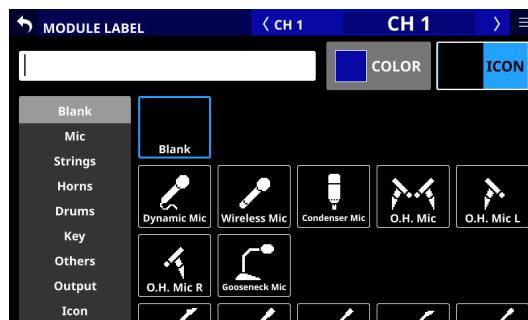 MODULE LABEL
CH 1
CH 1
COLOR
ICON
Blank
Mic
Strings
Horns
Drums
Key
Others
Output
Icon
Blank
Dynamic Mic
Wireless Mic
Condenser Mic
O.H. Mic
O.H. Mic L
O.H. Mic R
Gooseneck Mic